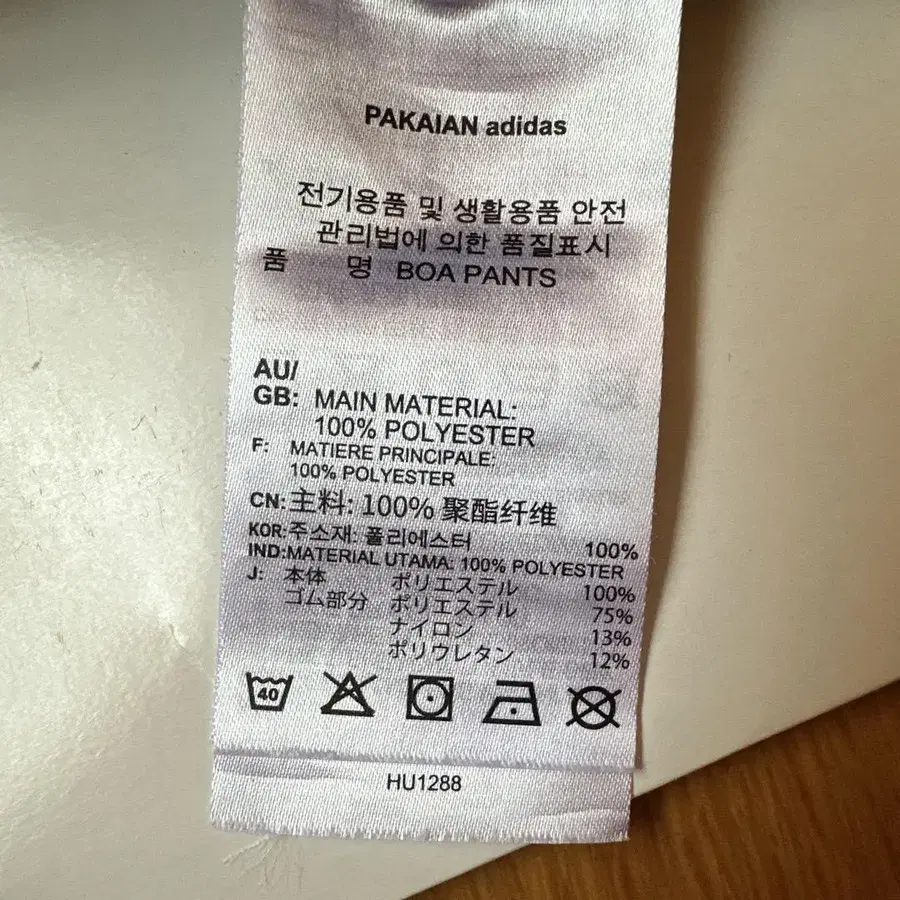 PAKAIAN adidas
전기용품 및 생활용품 안전
관리법에 의한 품질표시
품 명 BOA PANTS
AU/
GB: MAIN MATERIAL:
100% POLYESTER
F: MATIERE PRINCIPALE:
100% POLYESTER
CN: 主料: 100% 聚酯纤维
KOR: 주소재: 폴리에스터 100%
IND: MATERIAL UTAMA: 100% POLYESTER
J: 本体 ポリエステル 100%
ゴム部分 ポリエステル 75%
ナイロン 13%
ポリウレタン 12%
40
HU1288